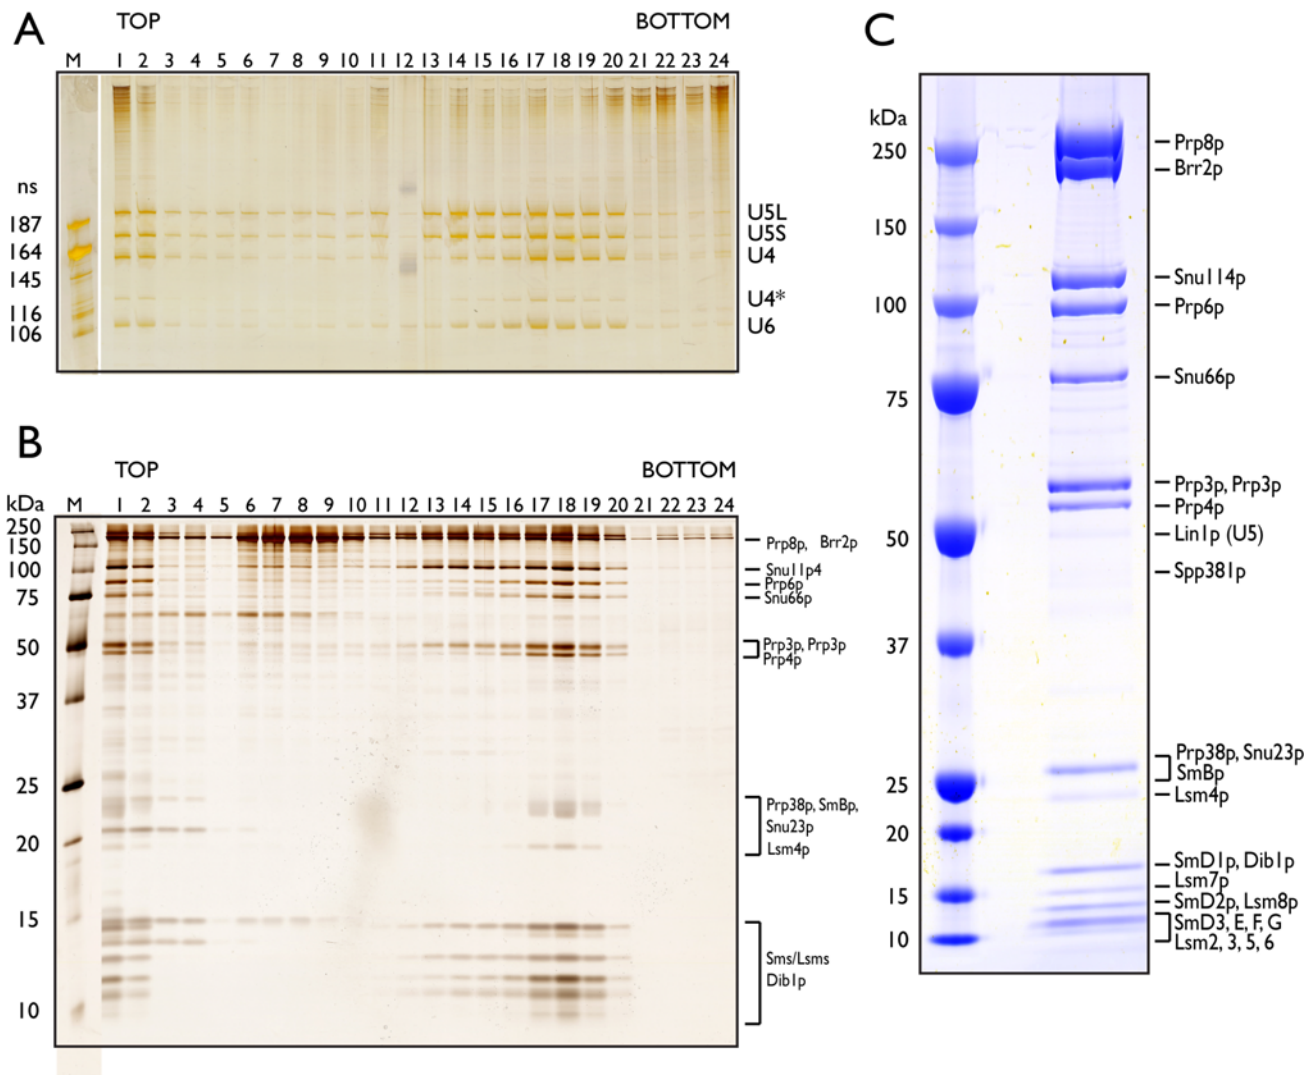 A
TOP
BOTTOM
M 1 2 3 4 5 6 7 8 9 10 11 12 13 14 15 16 17 18 19 20 21 22 23 24
ns
187
164
145
116
106
U5L
U5S
U4
U4*
U6
B
TOP
BOTTOM
kDa
M 1 2 3 4 5 6 7 8 9 10 11 12 13 14 15 16 17 18 19 20 21 22 23 24
250
150
100
75
50
37
25
20
15
10
Prp8p, Brr2p
Snu11p4
Prp6p
Snu66p
Prp3p, Prp3p
Prp4p
Prp38p, SmBp,
Snu23p
Lsm4p
Sms/Lsms
Dib1p
C
kDa
250
150
100
75
50
37
25
20
15
10
Prp8p
Brr2p
Snu114p
Prp6p
Snu66p
Prp3p, Prp3p
Prp4p
Lin1p (U5)
Spp381p
Prp38p, Snu23p
SmBp
Lsm4p
SmD1p, Dib1p
Lsm7p
SmD2p, Lsm8p
SmD3, E, F, G
Lsm2, 3, 5, 6